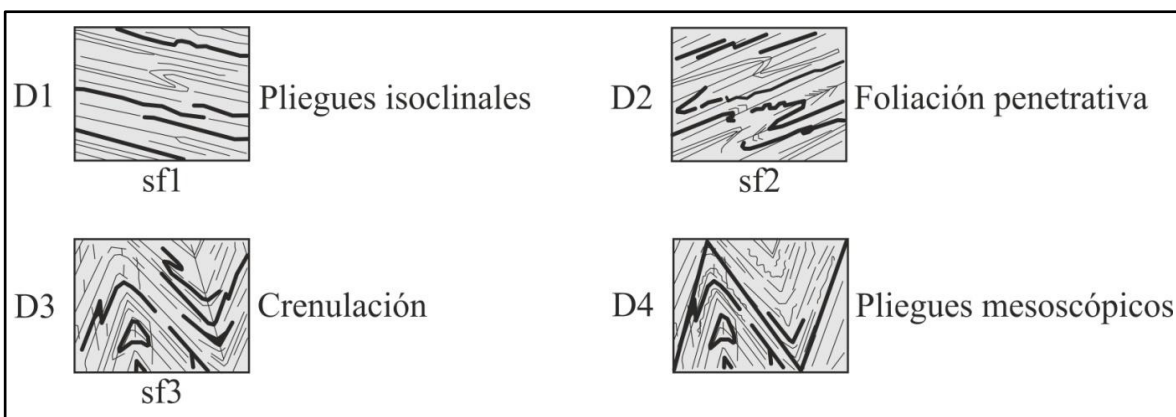 D1 Pliegues isoclinales
sf1
D2 Foliación penetrativa
sf2
D3 Crenulación
sf3
D4 Pliegues mesoscópicos